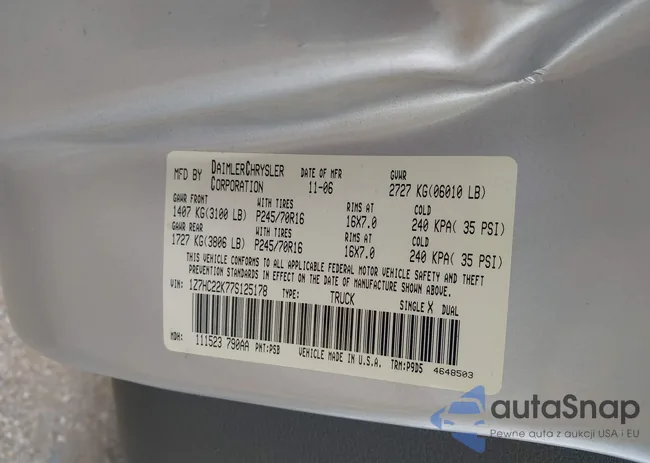 MFD BY DAIMLERCHRYSLER CORPORATION DATE OF MFR 11-06 GVWR 2727 KG(06010 LB)
GAWR FRONT WITH TIRES RIMS AT COLD
1407 KG(3100 LB) P245/70R16 16X7.0 240 KPA( 35 PSI)
GAWR REAR WITH TIRES RIMS AT COLD
1727 KG(3806 LB) P245/70R16 16X7.0 240 KPA( 35 PSI)
THIS VEHICLE CONFORMS TO ALL APPLICABLE FEDERAL MOTOR VEHICLE SAFETY AND THEFT
PREVENTION STANDARDS IN EFFECT ON THE DATE OF MANUFACTURE SHOWN ABOVE.
VIN: 1Z7HC22K77S125178 TYPE: TRUCK SINGLE X DUAL
MDH: 111523 790AA PNT:PSB VEHICLE MADE IN U.S.A. TRM:P9D5 4648503
autaSnap
Pewne auta z aukcji USA i EU